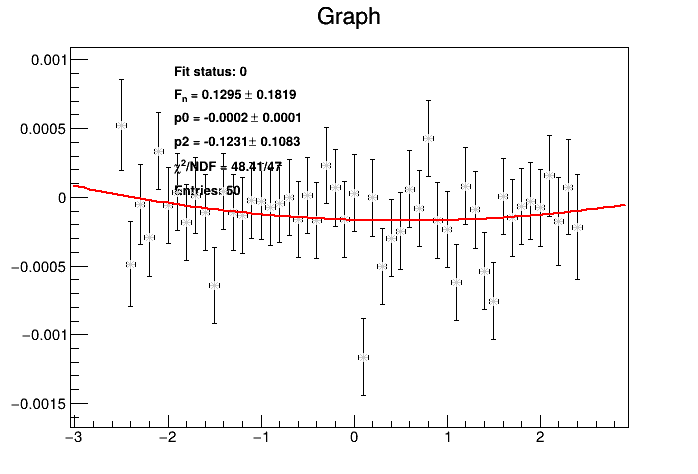 Graph
0.001
0.0005
0
−0.0005
−0.001
−0.0015
Fit status: 0
Fn = 0.1295 ± 0.1819
p0 = -0.0002 ± 0.0001
p2 = -0.1231± 0.1083
χ²/NDF = 48.41/47
Entries: 50
−3 −2 −1 0 1 2